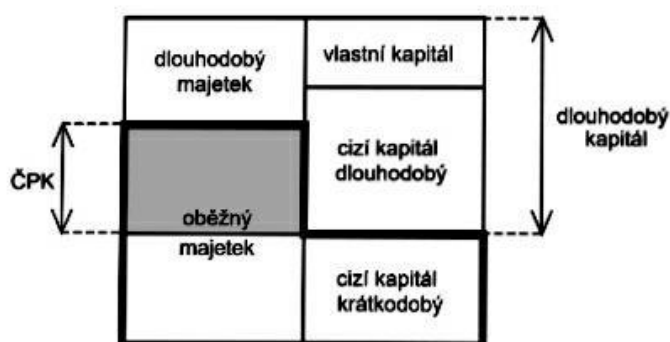 dlouhodobý
majetek
vlastní kapitál
dlouhodobý
kapitál
cizí kapitál
dlouhodobý
ČPK
oběžný
majetek
cizí kapitál
krátkodobý